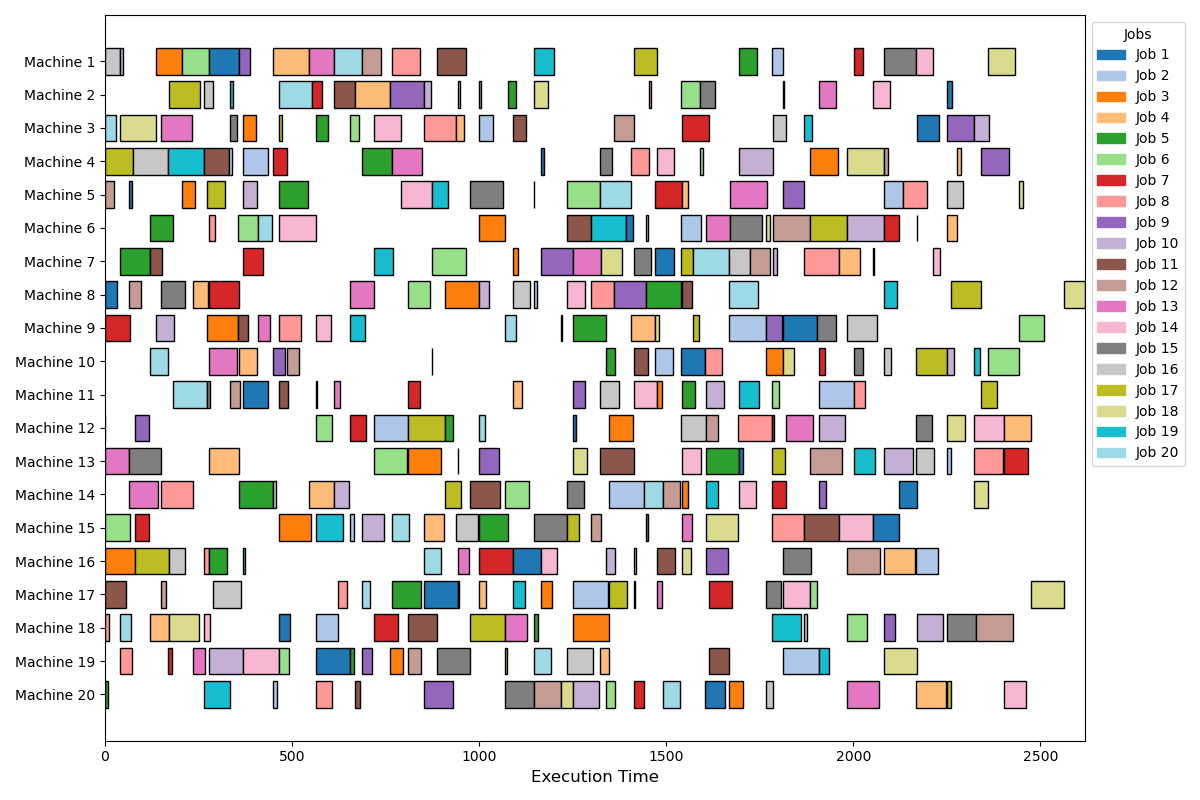 Machine 1
Machine 2
Machine 3
Machine 4
Machine 5
Machine 6
Machine 7
Machine 8
Machine 9
Machine 10
Machine 11
Machine 12
Machine 13
Machine 14
Machine 15
Machine 16
Machine 17
Machine 18
Machine 19
Machine 20
0 500 1000 1500 2000 2500
Execution Time
Jobs
Job 1
Job 2
Job 3
Job 4
Job 5
Job 6
Job 7
Job 8
Job 9
Job 10
Job 11
Job 12
Job 13
Job 14
Job 15
Job 16
Job 17
Job 18
Job 19
Job 20